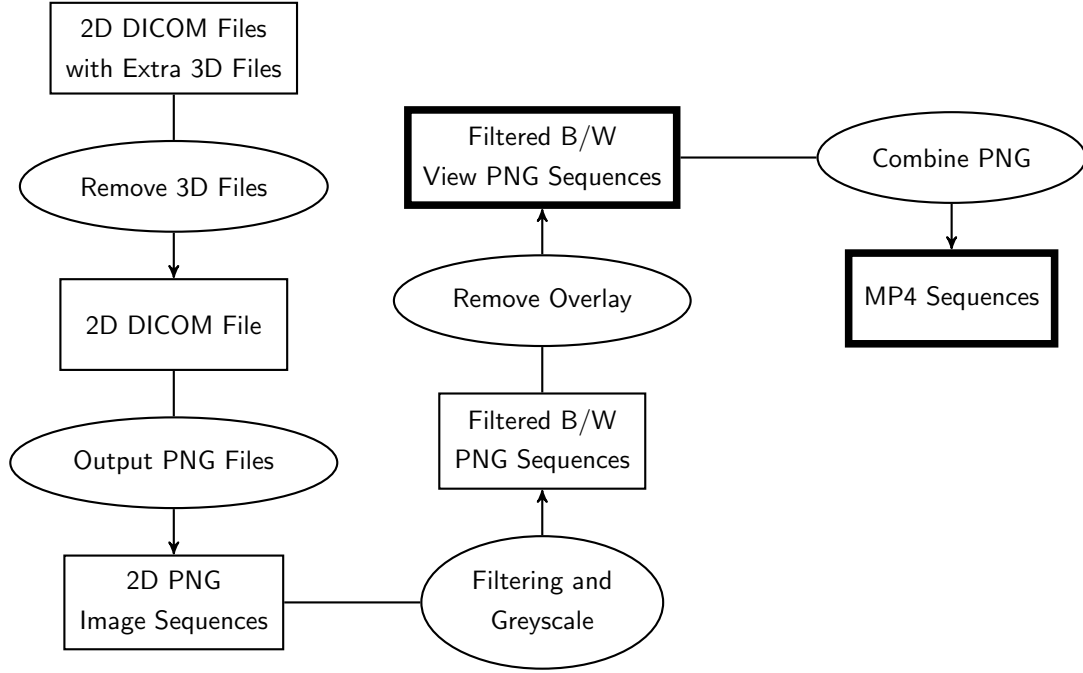 2D DICOM Files
with Extra 3D Files
Remove 3D Files
2D DICOM File
Output PNG Files
2D PNG
Image Sequences
Filtering and
Greyscale
Filtered B/W
PNG Sequences
Remove Overlay
Filtered B/W
View PNG Sequences
Combine PNG
MP4 Sequences